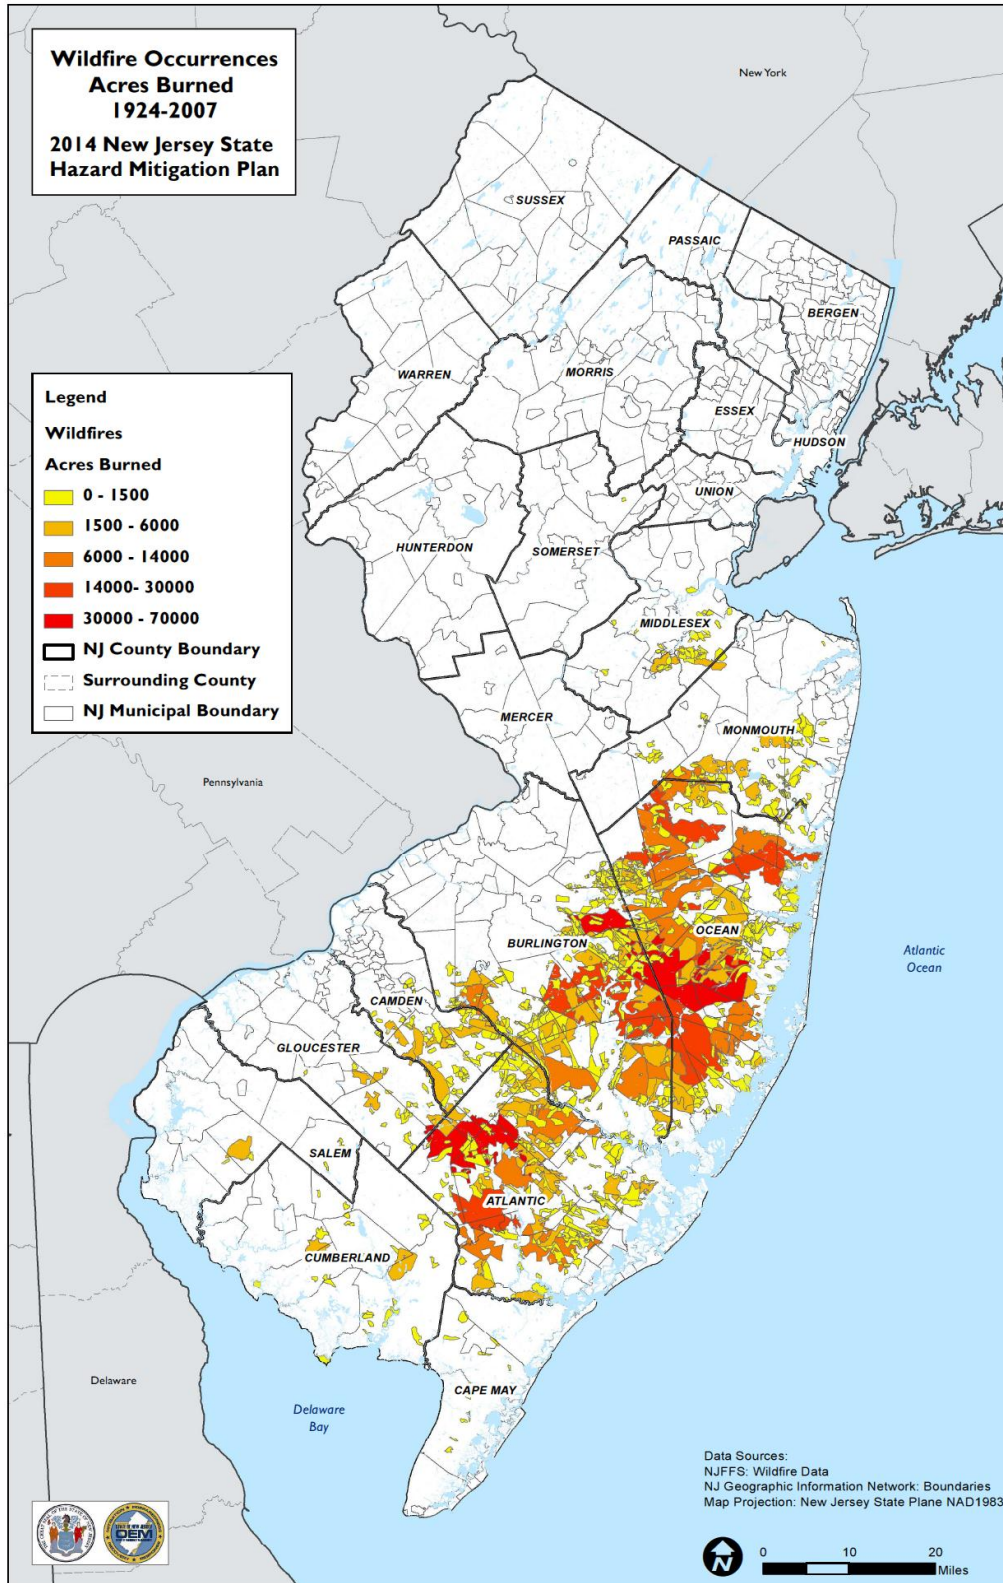 Wildfire Occurrences
Acres Burned
1924-2007
2014 New Jersey State
Hazard Mitigation Plan
New York
SUSSEX
PASSAIC
BERGEN
WARREN
MORRIS
ESSEX
HUDSON
UNION
HUNTERDON
SOMERSET
MIDDLESEX
MERCER
MONMOUTH
Legend
Wildfires
Acres Burned
0 - 1500
1500 - 6000
6000 - 14000
14000- 30000
30000 - 70000
NJ County Boundary
Surrounding County
NJ Municipal Boundary
Pennsylvania
OCEAN
BURLINGTON
Atlantic
Ocean
CAMDEN
GLOUCESTER
SALEM
ATLANTIC
CUMBERLAND
Delaware
CAPE MAY
Delaware
Bay
Data Sources:
NJFFS: Wildfire Data
NJ Geographic Information Network: Boundaries
Map Projection: New Jersey State Plane NAD1983
OEM
N
0 10 20
Miles